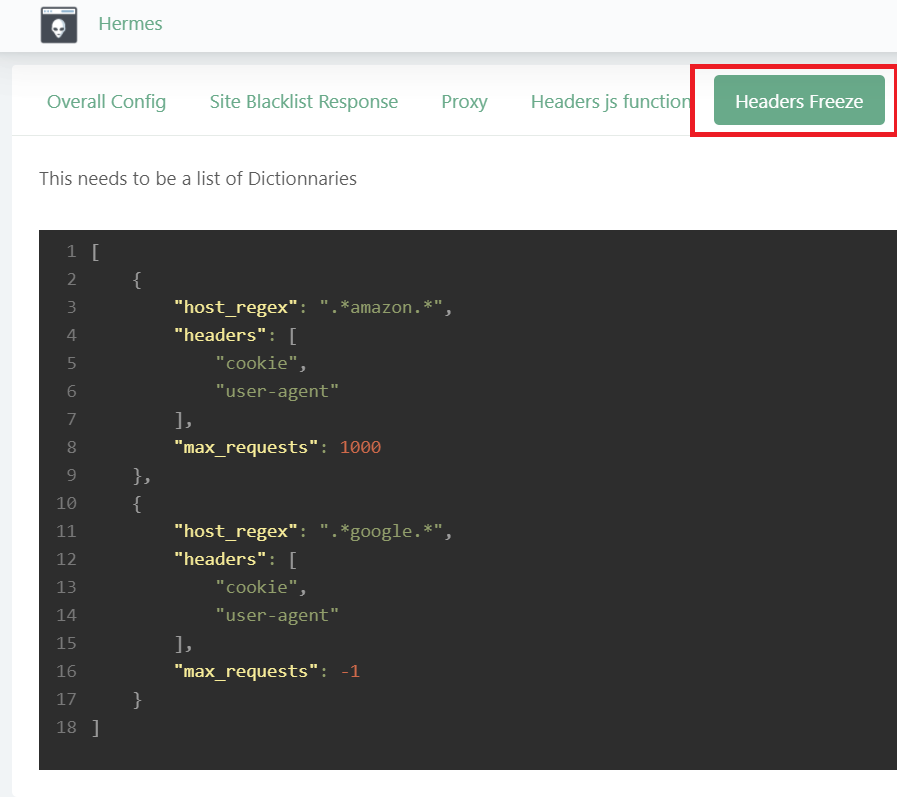 Hermes
Overall Config Site Blacklist Response Proxy Headers js function Headers Freeze
This needs to be a list of Dictionnaries
1 [
2 {
3 "host_regex": ".*amazon.*",
4 "headers": [
5 "cookie",
6 "user-agent"
7 ],
8 "max_requests": 1000
9 },
10 {
11 "host_regex": ".*google.*",
12 "headers": [
13 "cookie",
14 "user-agent"
15 ],
16 "max_requests": -1
17 }
18 ]